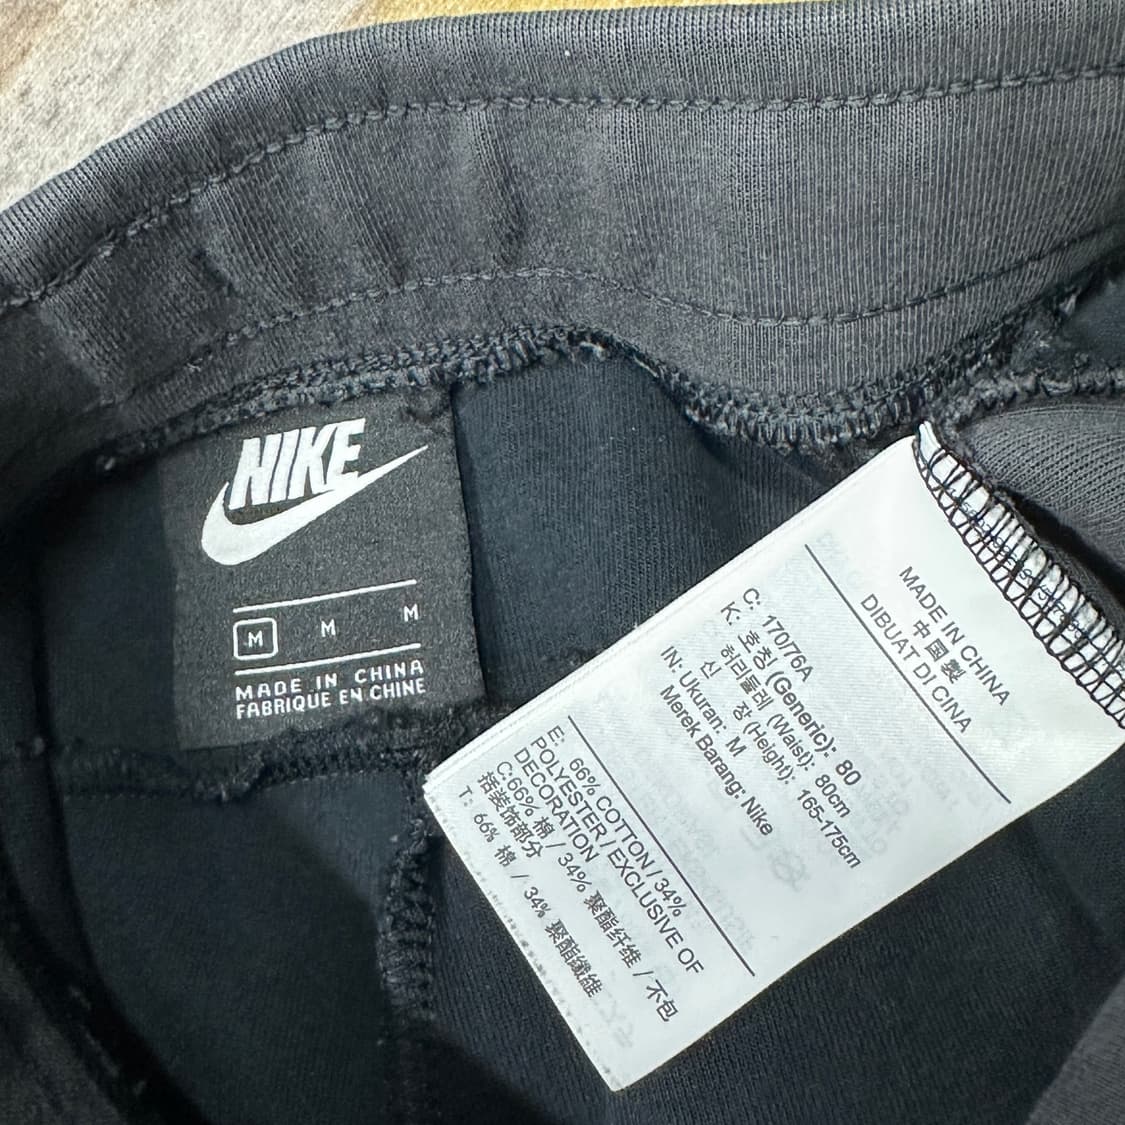 NIKE
M M M
MADE IN CHINA
FABRIQUE EN CHINE
MADE IN CHINA
中国製
DIBUAT DI CINA
C: 170/76A
K: 호칭 (Generic): 80
허리둘레 (Waist): 80cm
신 장 (Height): 165-175cm
IN: Ukuran: M
Merek Barang: Nike
E: 66% COTTON / 34%
POLYESTER / EXCLUSIVE OF
DECORATION
C: 66% 棉 / 34% 聚酯纤维 / 不包
括装饰部分
T: 66% 棉 / 34% 聚酯纖維